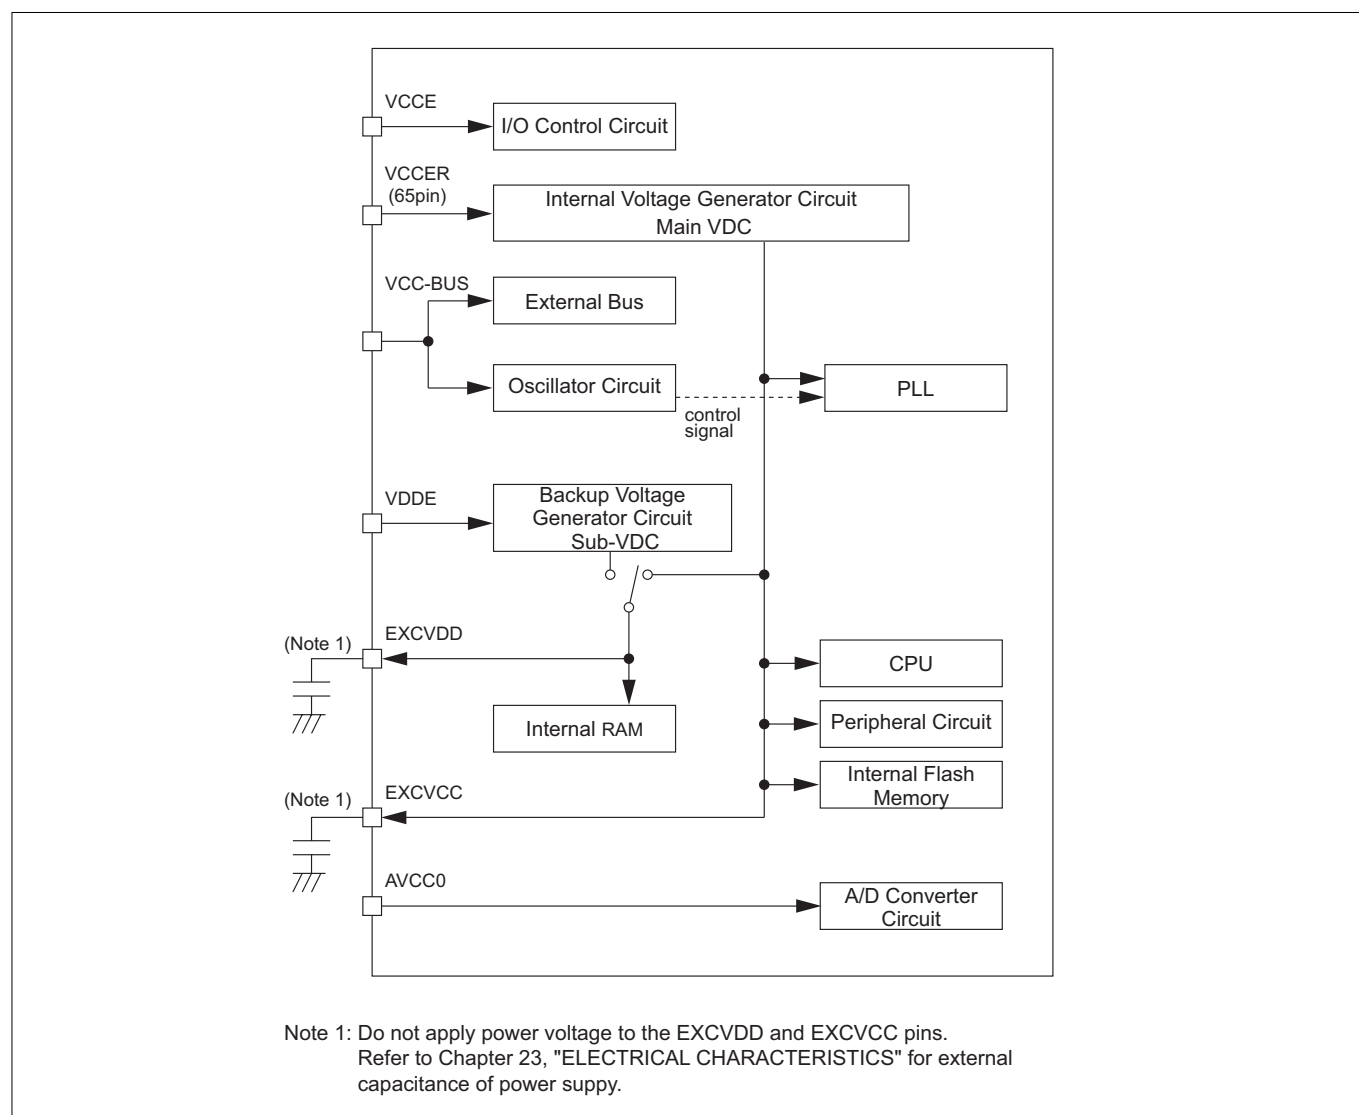 VCCE
I/O Control Circuit
VCCER
(65pin)
Internal Voltage Generator Circuit
Main VDC
VCC-BUS
External Bus
Oscillator Circuit
control
signal
PLL
VDDE
Backup Voltage
Generator Circuit
Sub-VDC
(Note 1)
EXCVDD
CPU
Internal RAM
Peripheral Circuit
Internal Flash
Memory
(Note 1)
EXCVCC
AVCC0
A/D Converter
Circuit
Note 1: Do not apply power voltage to the EXCVDD and EXCVCC pins.
Refer to Chapter 23, "ELECTRICAL CHARACTERISTICS" for external
capacitance of power suppy.